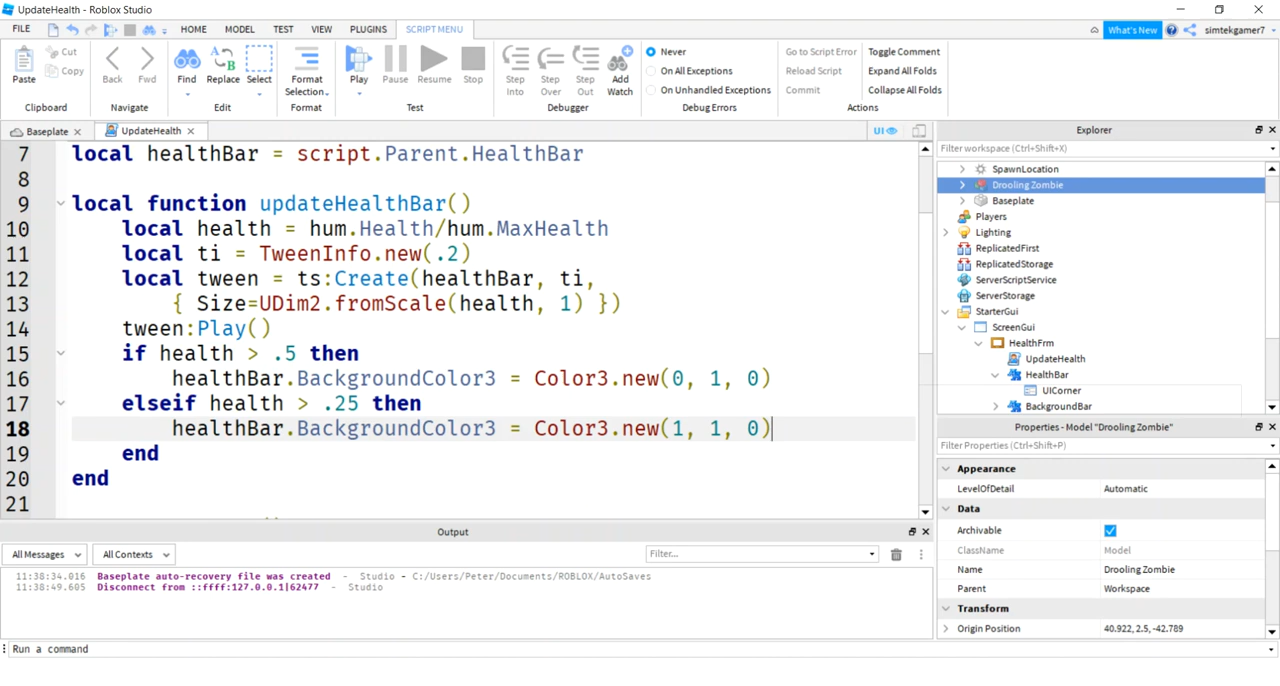 UpdateHealth - Roblox Studio
FILE HOME MODEL TEST VIEW PLUGINS SCRIPT MENU What's New simtekgamer7
Paste Cut Copy Back Fwd Find Replace Select Format Selection Play Pause Resume Stop Step Into Step Over Step Out Add Watch
Never
On All Exceptions
On Unhandled Exceptions
Go to Script Error
Reload Script
Commit
Toggle Comment
Expand All Folds
Collapse All Folds
Clipboard Navigate Edit Format Test Debugger Debug Errors Actions
Baseplate UpdateHealth UI
7 local healthBar = script.Parent.HealthBar
8
9 local function updateHealthBar()
10 local health = hum.Health/hum.MaxHealth
11 local ti = TweenInfo.new(.2)
12 local tween = ts:Create(healthBar, ti,
13 { Size=UDim2.fromScale(health, 1) })
14 tween:Play()
15 if health > .5 then
16 healthBar.BackgroundColor3 = Color3.new(0, 1, 0)
17 elseif health > .25 then
18 healthBar.BackgroundColor3 = Color3.new(1, 1, 0)
19 end
20 end
21
Explorer
Filter workspace (Ctrl+Shift+X)
SpawnLocation
Drooling Zombie
Baseplate
Players
Lighting
ReplicatedFirst
ReplicatedStorage
ServerScriptService
ServerStorage
StarterGui
ScreenGui
HealthFrm
UpdateHealth
HealthBar
UICorner
BackgroundBar
Properties - Model "Drooling Zombie"
Filter Properties (Ctrl+Shift+P)
Appearance
LevelOfDetail Automatic
Data
Archivable
ClassName Model
Name Drooling Zombie
Parent Workspace
Transform
Origin Position 40.922, 2.5, -42.789
Output
All Messages All Contexts Filter...
11:38:34.016 Baseplate auto-recovery file was created - Studio - C:/Users/Peter/Documents/ROBLOX/AutoSaves
11:38:49.605 Disconnect from ::ffff:127.0.0.1|62477 - Studio
Run a command